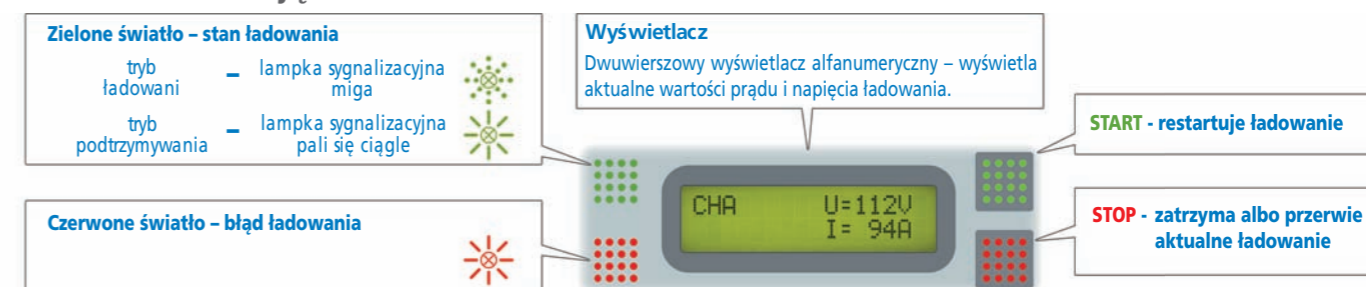 Zielone światło – stan ładowania
tryb
ładowani
– lampka sygnalizacyjna
miga
tryb
podtrzymywania
– lampka sygnalizacyjna
pali się ciągle
Czerwone światło – błąd ładowania
Wyświetlacz
Dwuwierszowy wyświetlacz alfanumeryczny – wyświetla
aktualne wartości prądu i napięcia ładowania.
CHA U=112V
I= 94A
START - restartuje ładowanie
STOP - zatrzyma albo przerwie
aktualne ładowanie